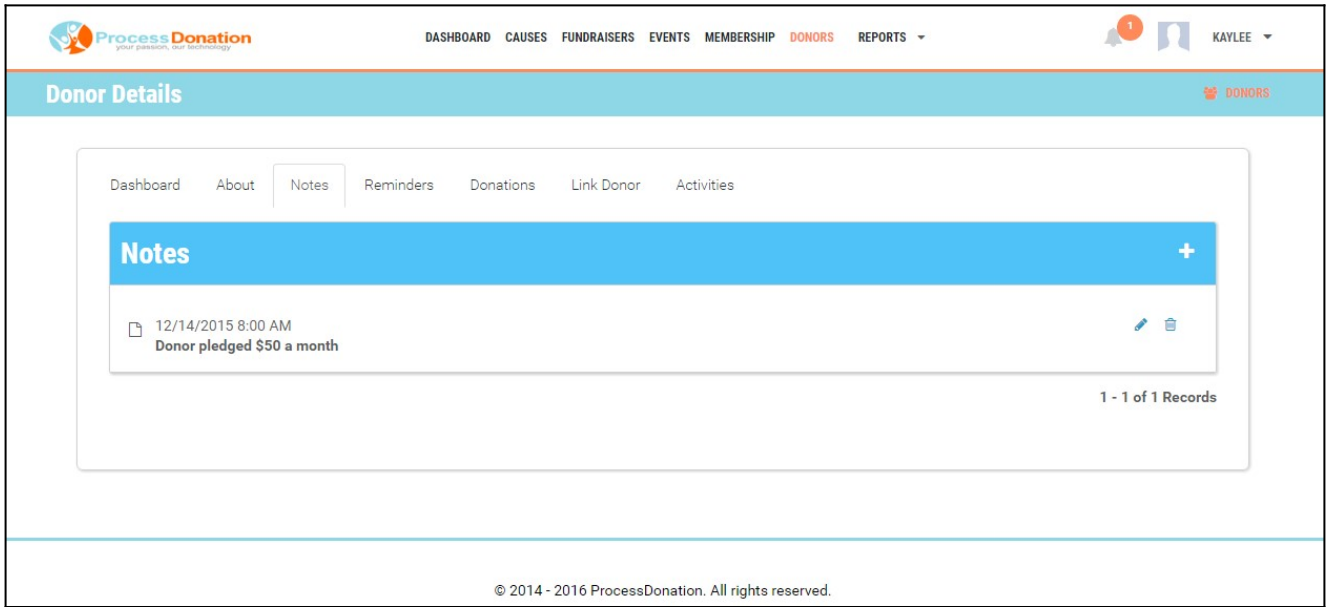 ProcessDonation
your passion, our technology
DASHBOARD CAUSES FUNDRAISERS EVENTS MEMBERSHIP DONORS REPORTS
1
KAYLEE
Donor Details
DONORS
Dashboard About Notes Reminders Donations Link Donor Activities
Notes
12/14/2015 8:00 AM
Donor pledged $50 a month
1 - 1 of 1 Records
© 2014 - 2016 ProcessDonation. All rights reserved.